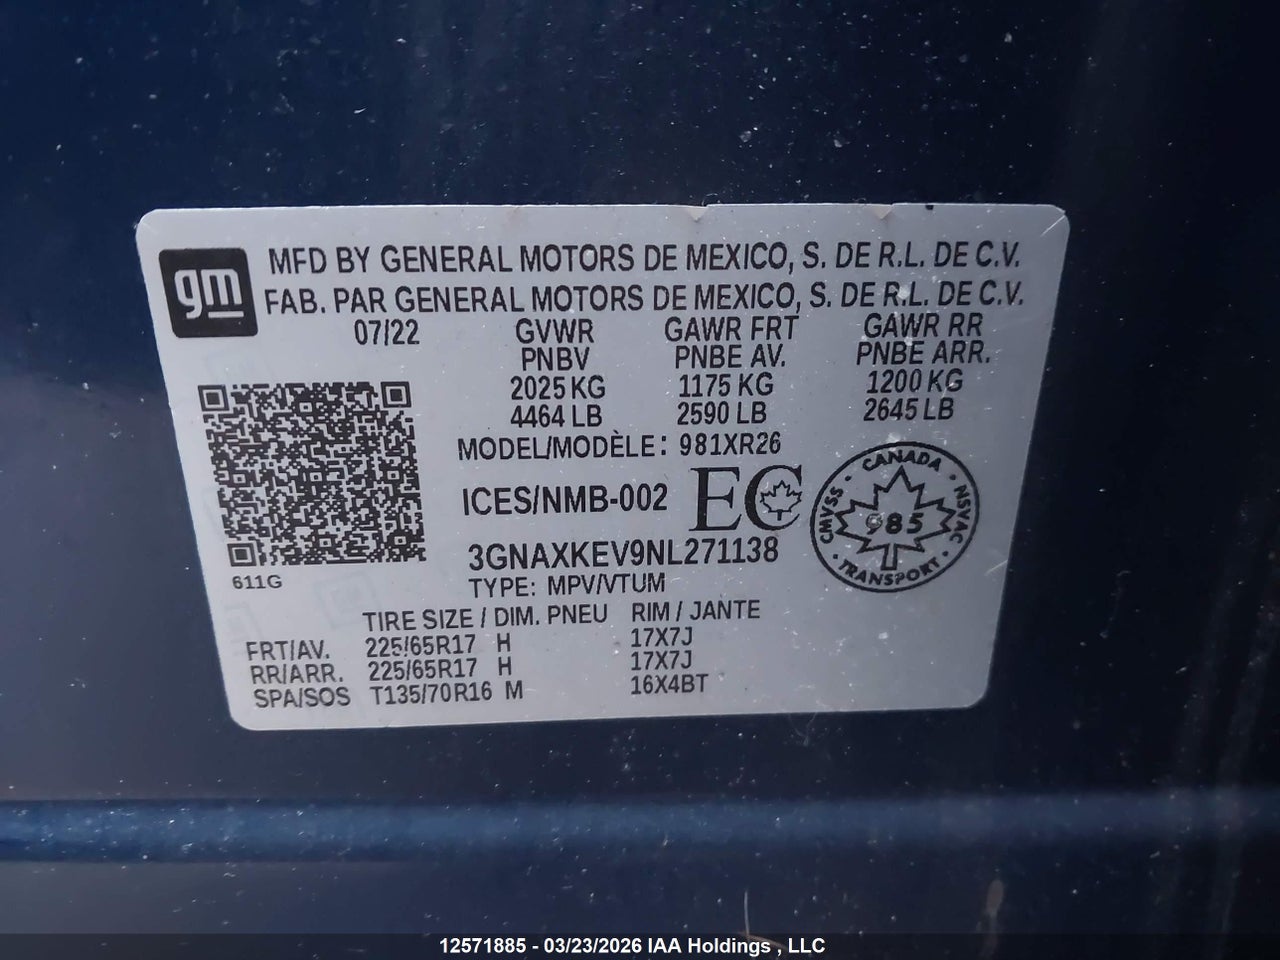 gm
MFD BY GENERAL MOTORS DE MEXICO, S. DE R.L. DE C.V.
FAB. PAR GENERAL MOTORS DE MEXICO, S. DE R.L. DE C.V.
07/22 GVWR GAWR FRT GAWR RR
PNBV PNBE AV. PNBE ARR.
2025 KG 1175 KG 1200 KG
4464 LB 2590 LB 2645 LB
MODEL/MODÈLE: 981XR26
ICES/NMB-002 EC
CANADA
CMVSS 985 NSVAC
TRANSPORT
3GNAXKEV9NL271138
611G
TYPE: MPV/VTUM
TIRE SIZE / DIM. PNEU RIM / JANTE
FRT/AV. 225/65R17 H 17X7J
RR/ARR. 225/65R17 H 17X7J
SPA/SOS T135/70R16 M 16X4BT
12571885 - 03/23/2026 IAA Holdings , LLC